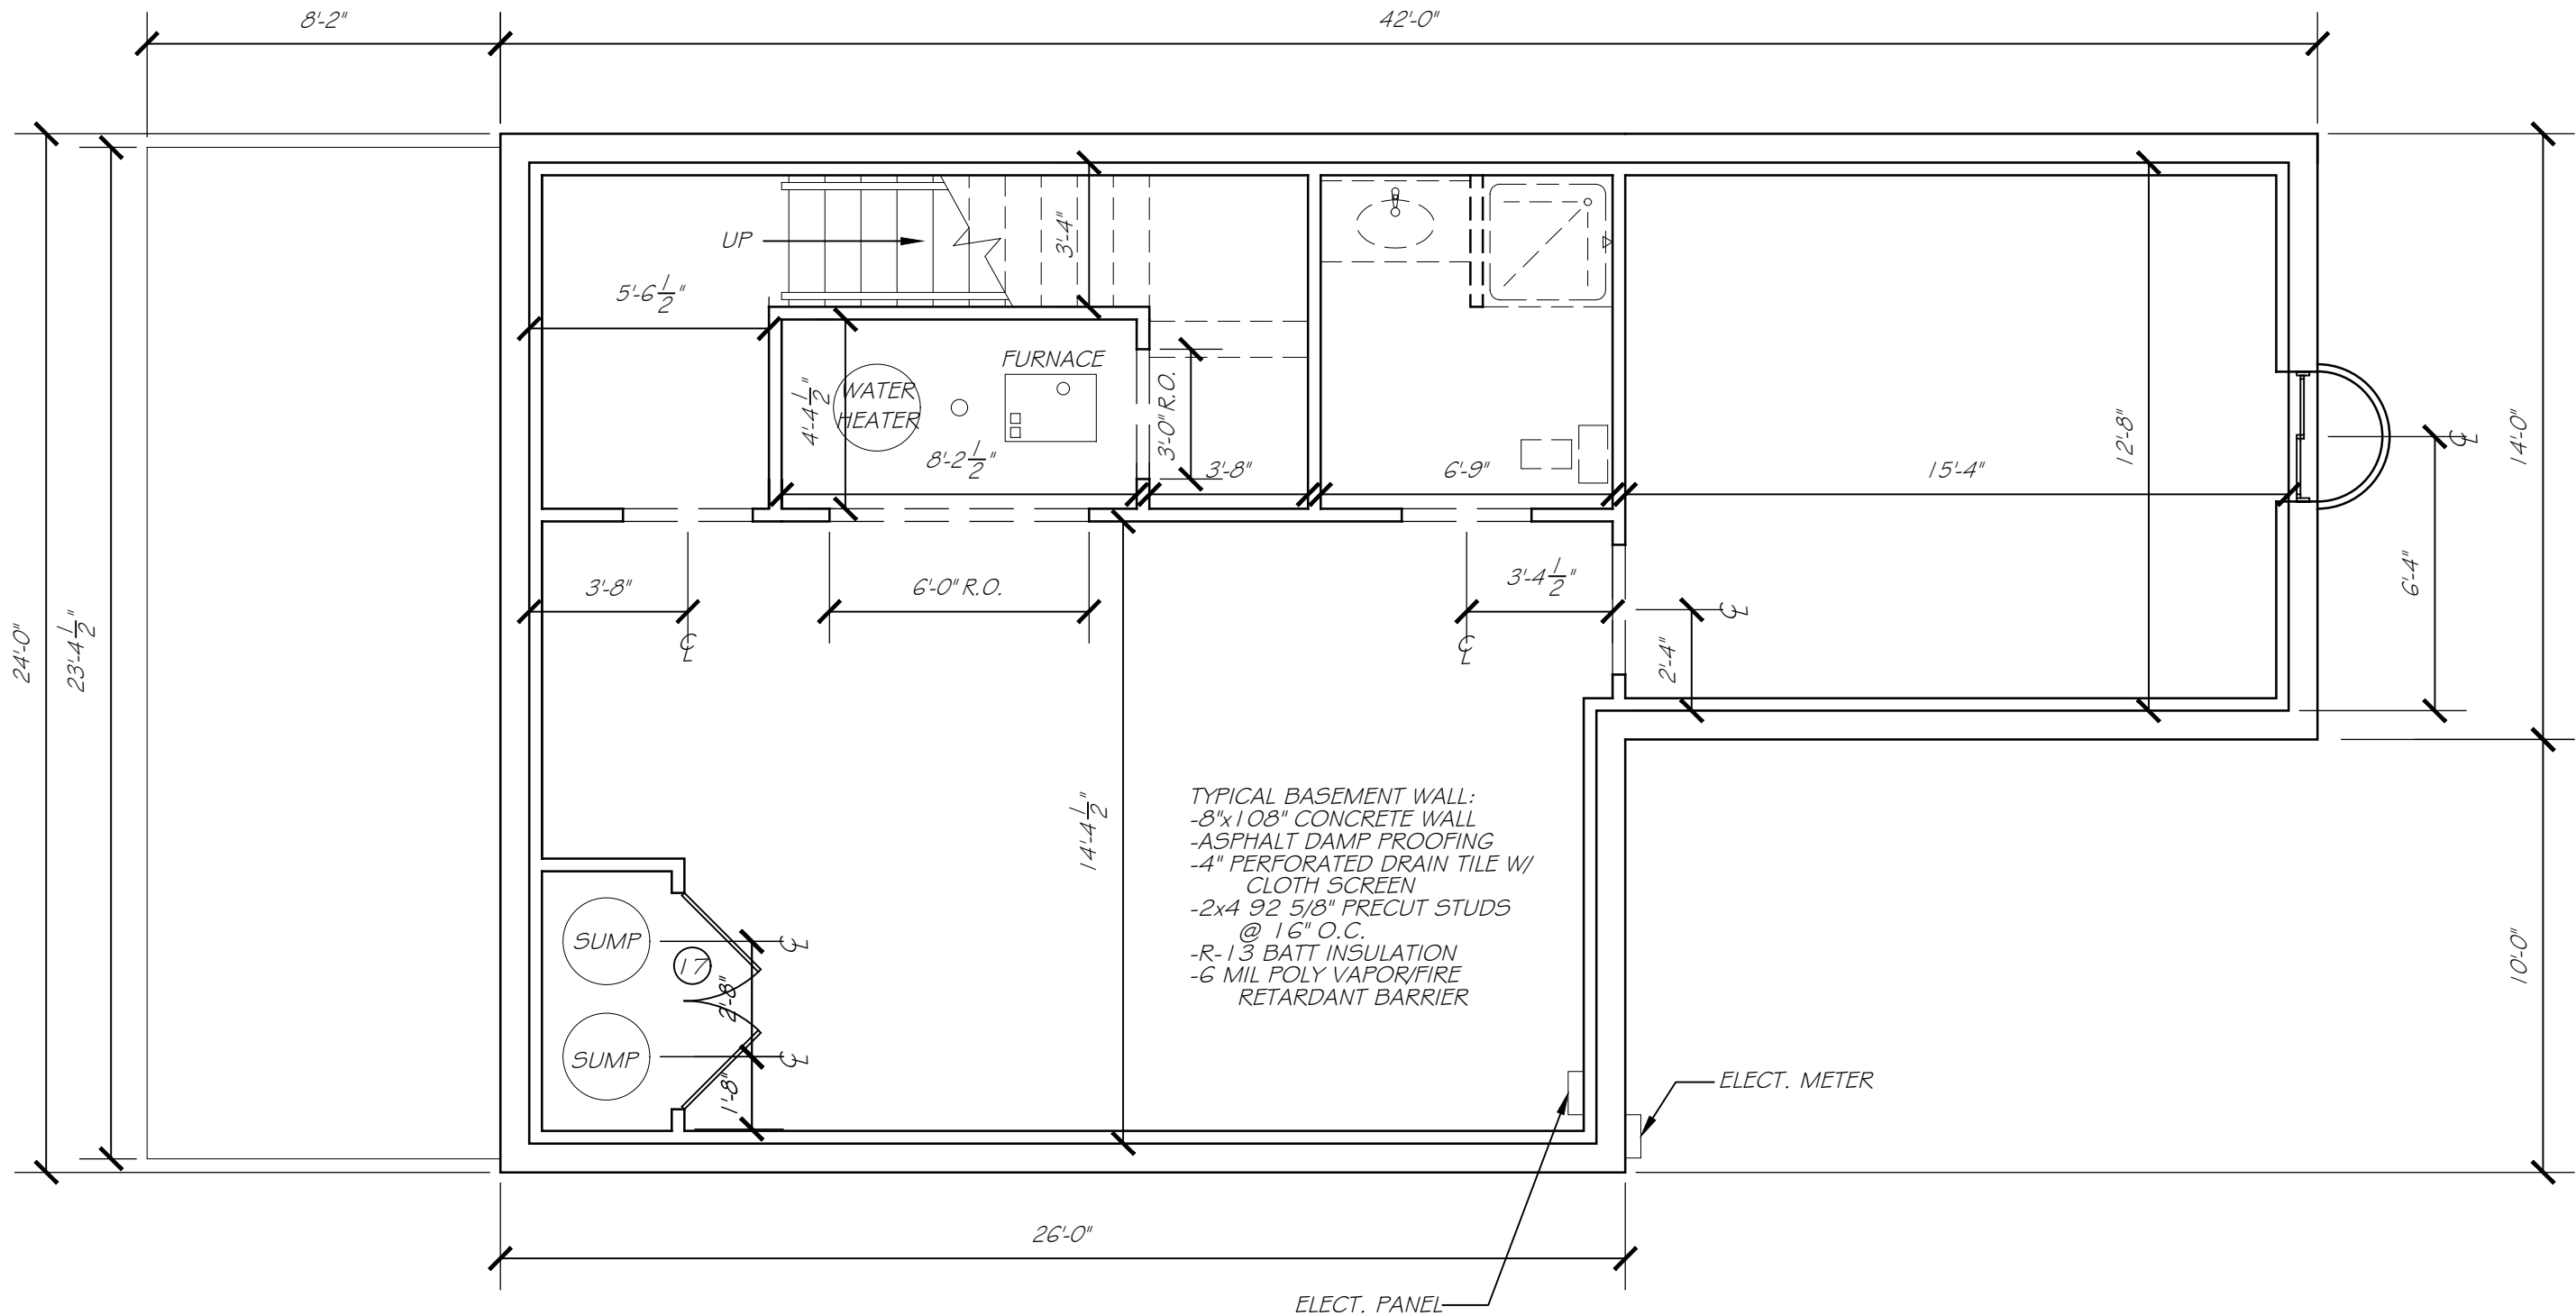 8'-2"
42'-0"
UP
3'-4"
5'-6 1/2"
FURNACE
WATER
HEATER
4'-4 1/2"
8'-2 1/2"
3'-0" R.O.
3'-8"
6'-9"
15'-4"
12'-8"
14'-0"
℄
6'-4"
3'-8"
℄
6'-0" R.O.
3'-4 1/2"
℄
℄
2'-4"
24'-0"
23'-4 1/2"
14'-4 1/2"
TYPICAL BASEMENT WALL:
-8"x108" CONCRETE WALL
-ASPHALT DAMP PROOFING
-4" PERFORATED DRAIN TILE W/
CLOTH SCREEN
-2x4 92 5/8" PRECUT STUDS
@ 16" O.C.
-R-13 BATT INSULATION
-6 MIL POLY VAPOR/FIRE
RETARDANT BARRIER
10'-0"
SUMP
℄
17
2'-8"
SUMP
℄
1'-8"
ELECT. METER
26'-0"
ELECT. PANEL